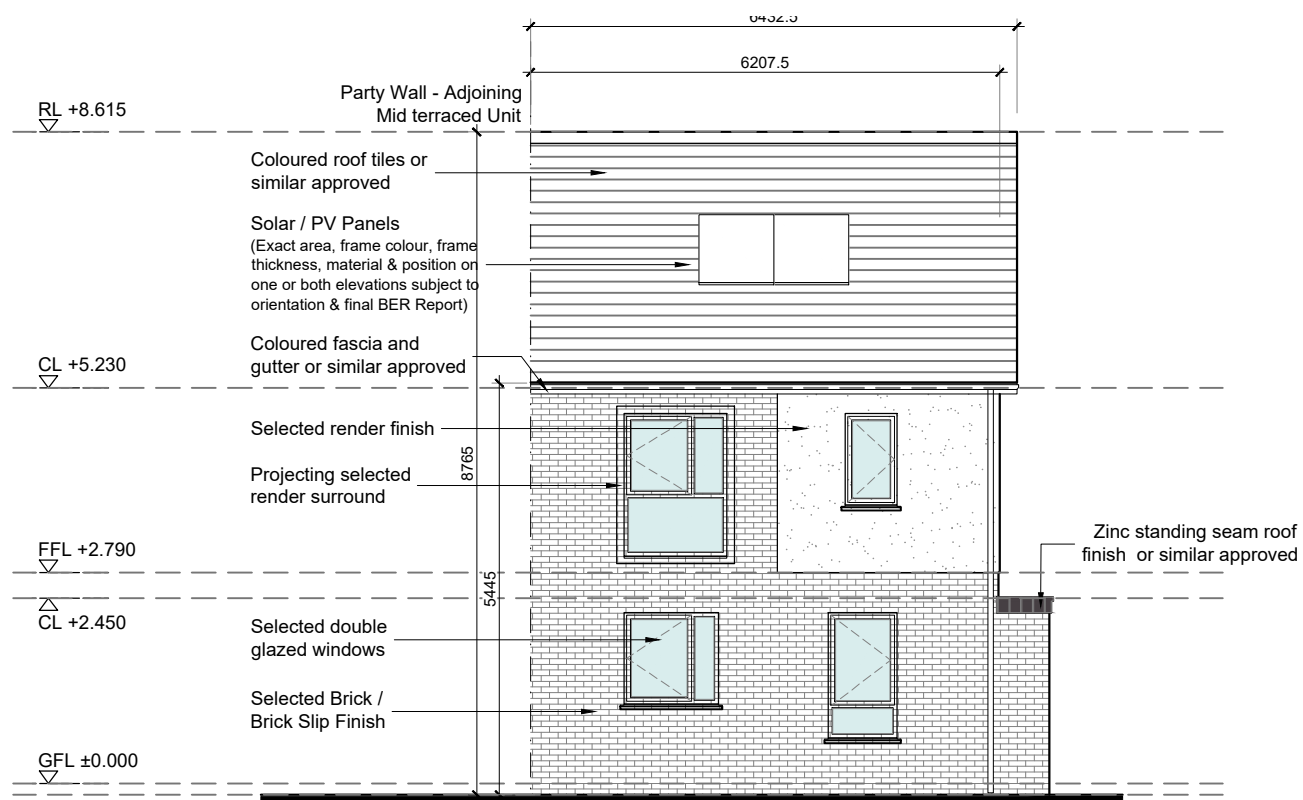 6432.5
6207.5
Party Wall - Adjoining
Mid terraced Unit
RL +8.615
Coloured roof tiles or
similar approved
Solar / PV Panels
(Exact area, frame colour, frame
thickness, material & position on
one or both elevations subject to
orientation & final BER Report)
Coloured fascia and
gutter or similar approved
CL +5.230
Selected render finish
8765
Projecting selected
render surround
Zinc standing seam roof
finish or similar approved
FFL +2.790
5445
CL +2.450
Selected double
glazed windows
Selected Brick /
Brick Slip Finish
GFL ±0.000